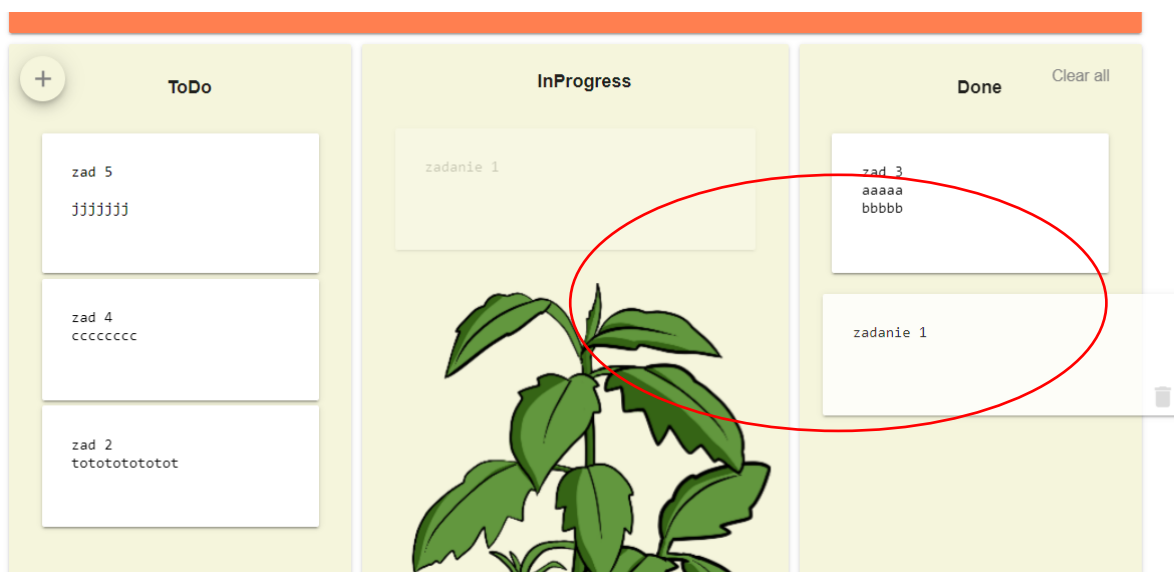 ToDo
zad 5
jjjjjjj
zad 4
cccccccc
zad 2
totototototot
InProgress
zadanie 1
Done
Clear all
zad 3
aaaaa
bbbbb
zadanie 1